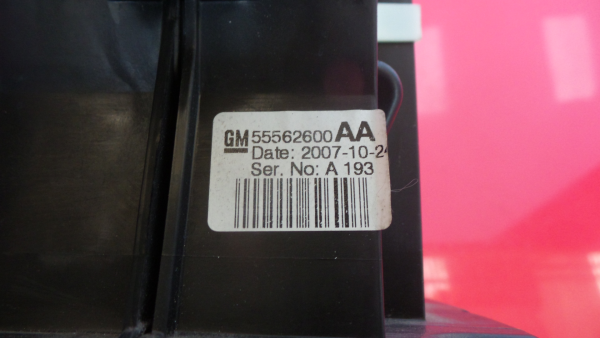 GM 55562600 AA
Date: 2007-10-24
Ser. No: A 193